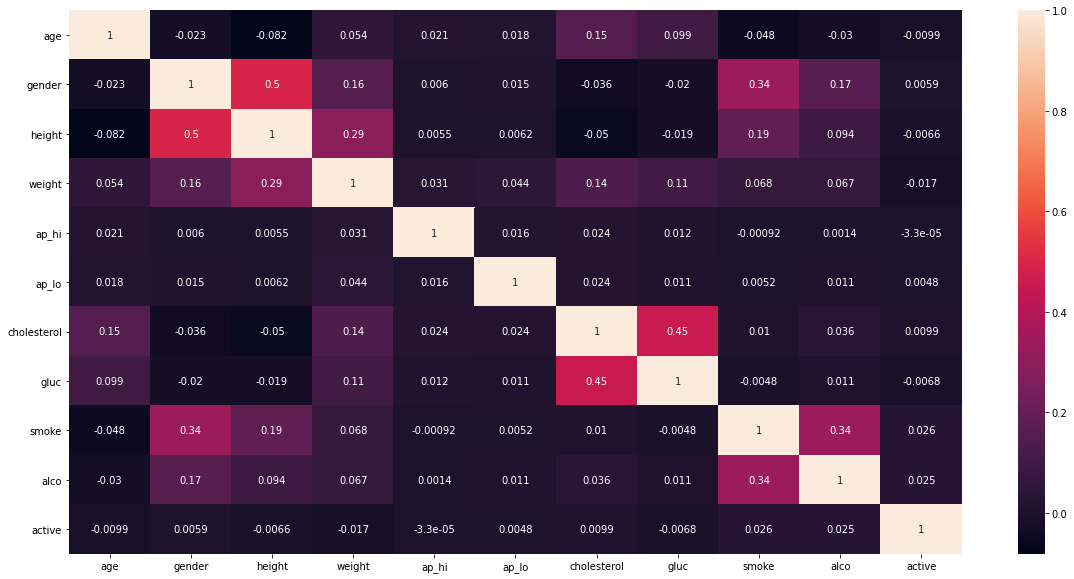 age 1 -0.023 -0.082 0.054 0.021 0.018 0.15 0.099 -0.048 -0.03 -0.0099
gender -0.023 1 0.5 0.16 0.006 0.015 -0.036 -0.02 0.34 0.17 0.0059
height -0.082 0.5 1 0.29 0.0055 0.0062 -0.05 -0.019 0.19 0.094 -0.0066
weight 0.054 0.16 0.29 1 0.031 0.044 0.14 0.11 0.068 0.067 -0.017
ap_hi 0.021 0.006 0.0055 0.031 1 0.016 0.024 0.012 -0.00092 0.0014 -3.3e-05
ap_lo 0.018 0.015 0.0062 0.044 0.016 1 0.024 0.011 0.0052 0.011 0.0048
cholesterol 0.15 -0.036 -0.05 0.14 0.024 0.024 1 0.45 0.01 0.036 0.0099
gluc 0.099 -0.02 -0.019 0.11 0.012 0.011 0.45 1 -0.0048 0.011 -0.0068
smoke -0.048 0.34 0.19 0.068 -0.00092 0.0052 0.01 -0.0048 1 0.34 0.026
alco -0.03 0.17 0.094 0.067 0.0014 0.011 0.036 0.011 0.34 1 0.025
active -0.0099 0.0059 -0.0066 -0.017 -3.3e-05 0.0048 0.0099 -0.0068 0.026 0.025 1
age gender height weight ap_hi ap_lo cholesterol gluc smoke alco active
1.0
0.8
0.6
0.4
0.2
0.0